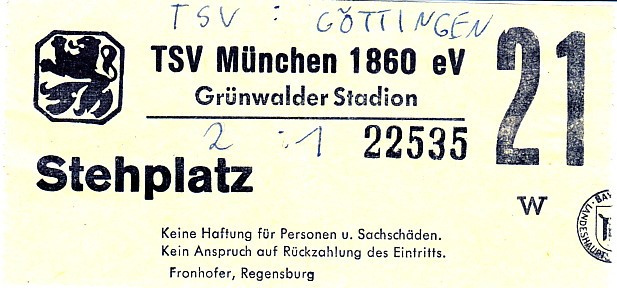 TSV : GÖTTINGEN
TSV München 1860 eV
Grünwalder Stadion
21
2 : 1
22535
Stehplatz
W
Keine Haftung für Personen u. Sachschäden.
Kein Anspruch auf Rückzahlung des Eintritts.
Fronhofer, Regensburg